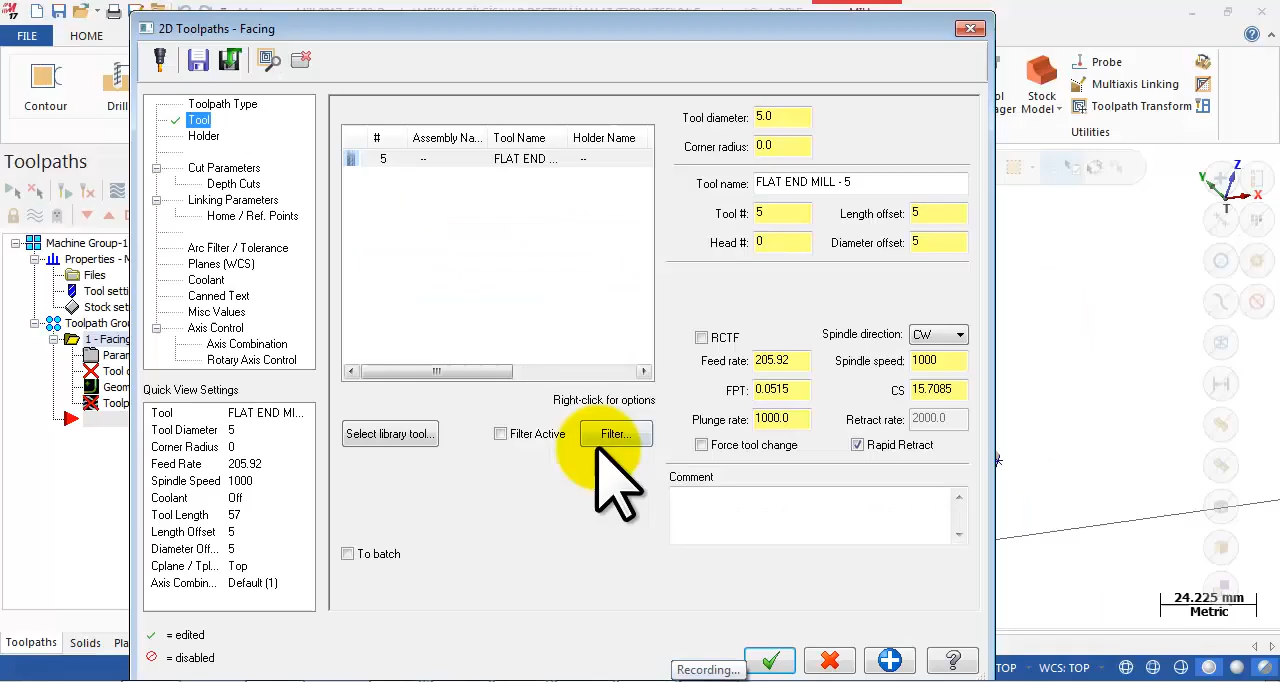 17
FILE
HOME
Contour
Drill
Toolpaths
Machine Group-1
Properties - M
Files
Tool setti
Stock set
Toolpath Gro
1 - Facing
Param
Tool
Geom
Toolp
Toolpaths
Solids
Pla
2D Toolpaths - Facing
Toolpath Type
Tool
Holder
Cut Parameters
Depth Cuts
Linking Parameters
Home / Ref. Points
Arc Filter / Tolerance
Planes (WCS)
Coolant
Canned Text
Misc Values
Axis Control
Axis Combination
Rotary Axis Control
Quick View Settings
Tool FLAT END MI...
Tool Diameter 5
Corner Radius 0
Feed Rate 205.92
Spindle Speed 1000
Coolant Off
Tool Length 57
Length Offset 5
Diameter Off... 5
Cplane / Tpl... Top
Axis Combin... Default (1)
= edited
= disabled
# Assembly Na... Tool Name Holder Name
5 -- FLAT END ... --
Right-click for options
Select library tool...
Filter Active
Filter...
To batch
Tool diameter: 5.0
Corner radius: 0.0
Tool name: FLAT END MILL - 5
Tool #: 5 Length offset: 5
Head #: 0 Diameter offset: 5
RCTF Spindle direction: CW
Feed rate: 205.92 Spindle speed: 1000
FPT: 0.0515 CS 15.7085
Plunge rate: 1000.0 Retract rate: 2000.0
Force tool change Rapid Retract
Comment
Recording...
Stock
Model
ager
Probe
Multiaxis Linking
Toolpath Transform
Utilities
Z
Y
X
T
24.225 mm
Metric
TOP WCS: TOP